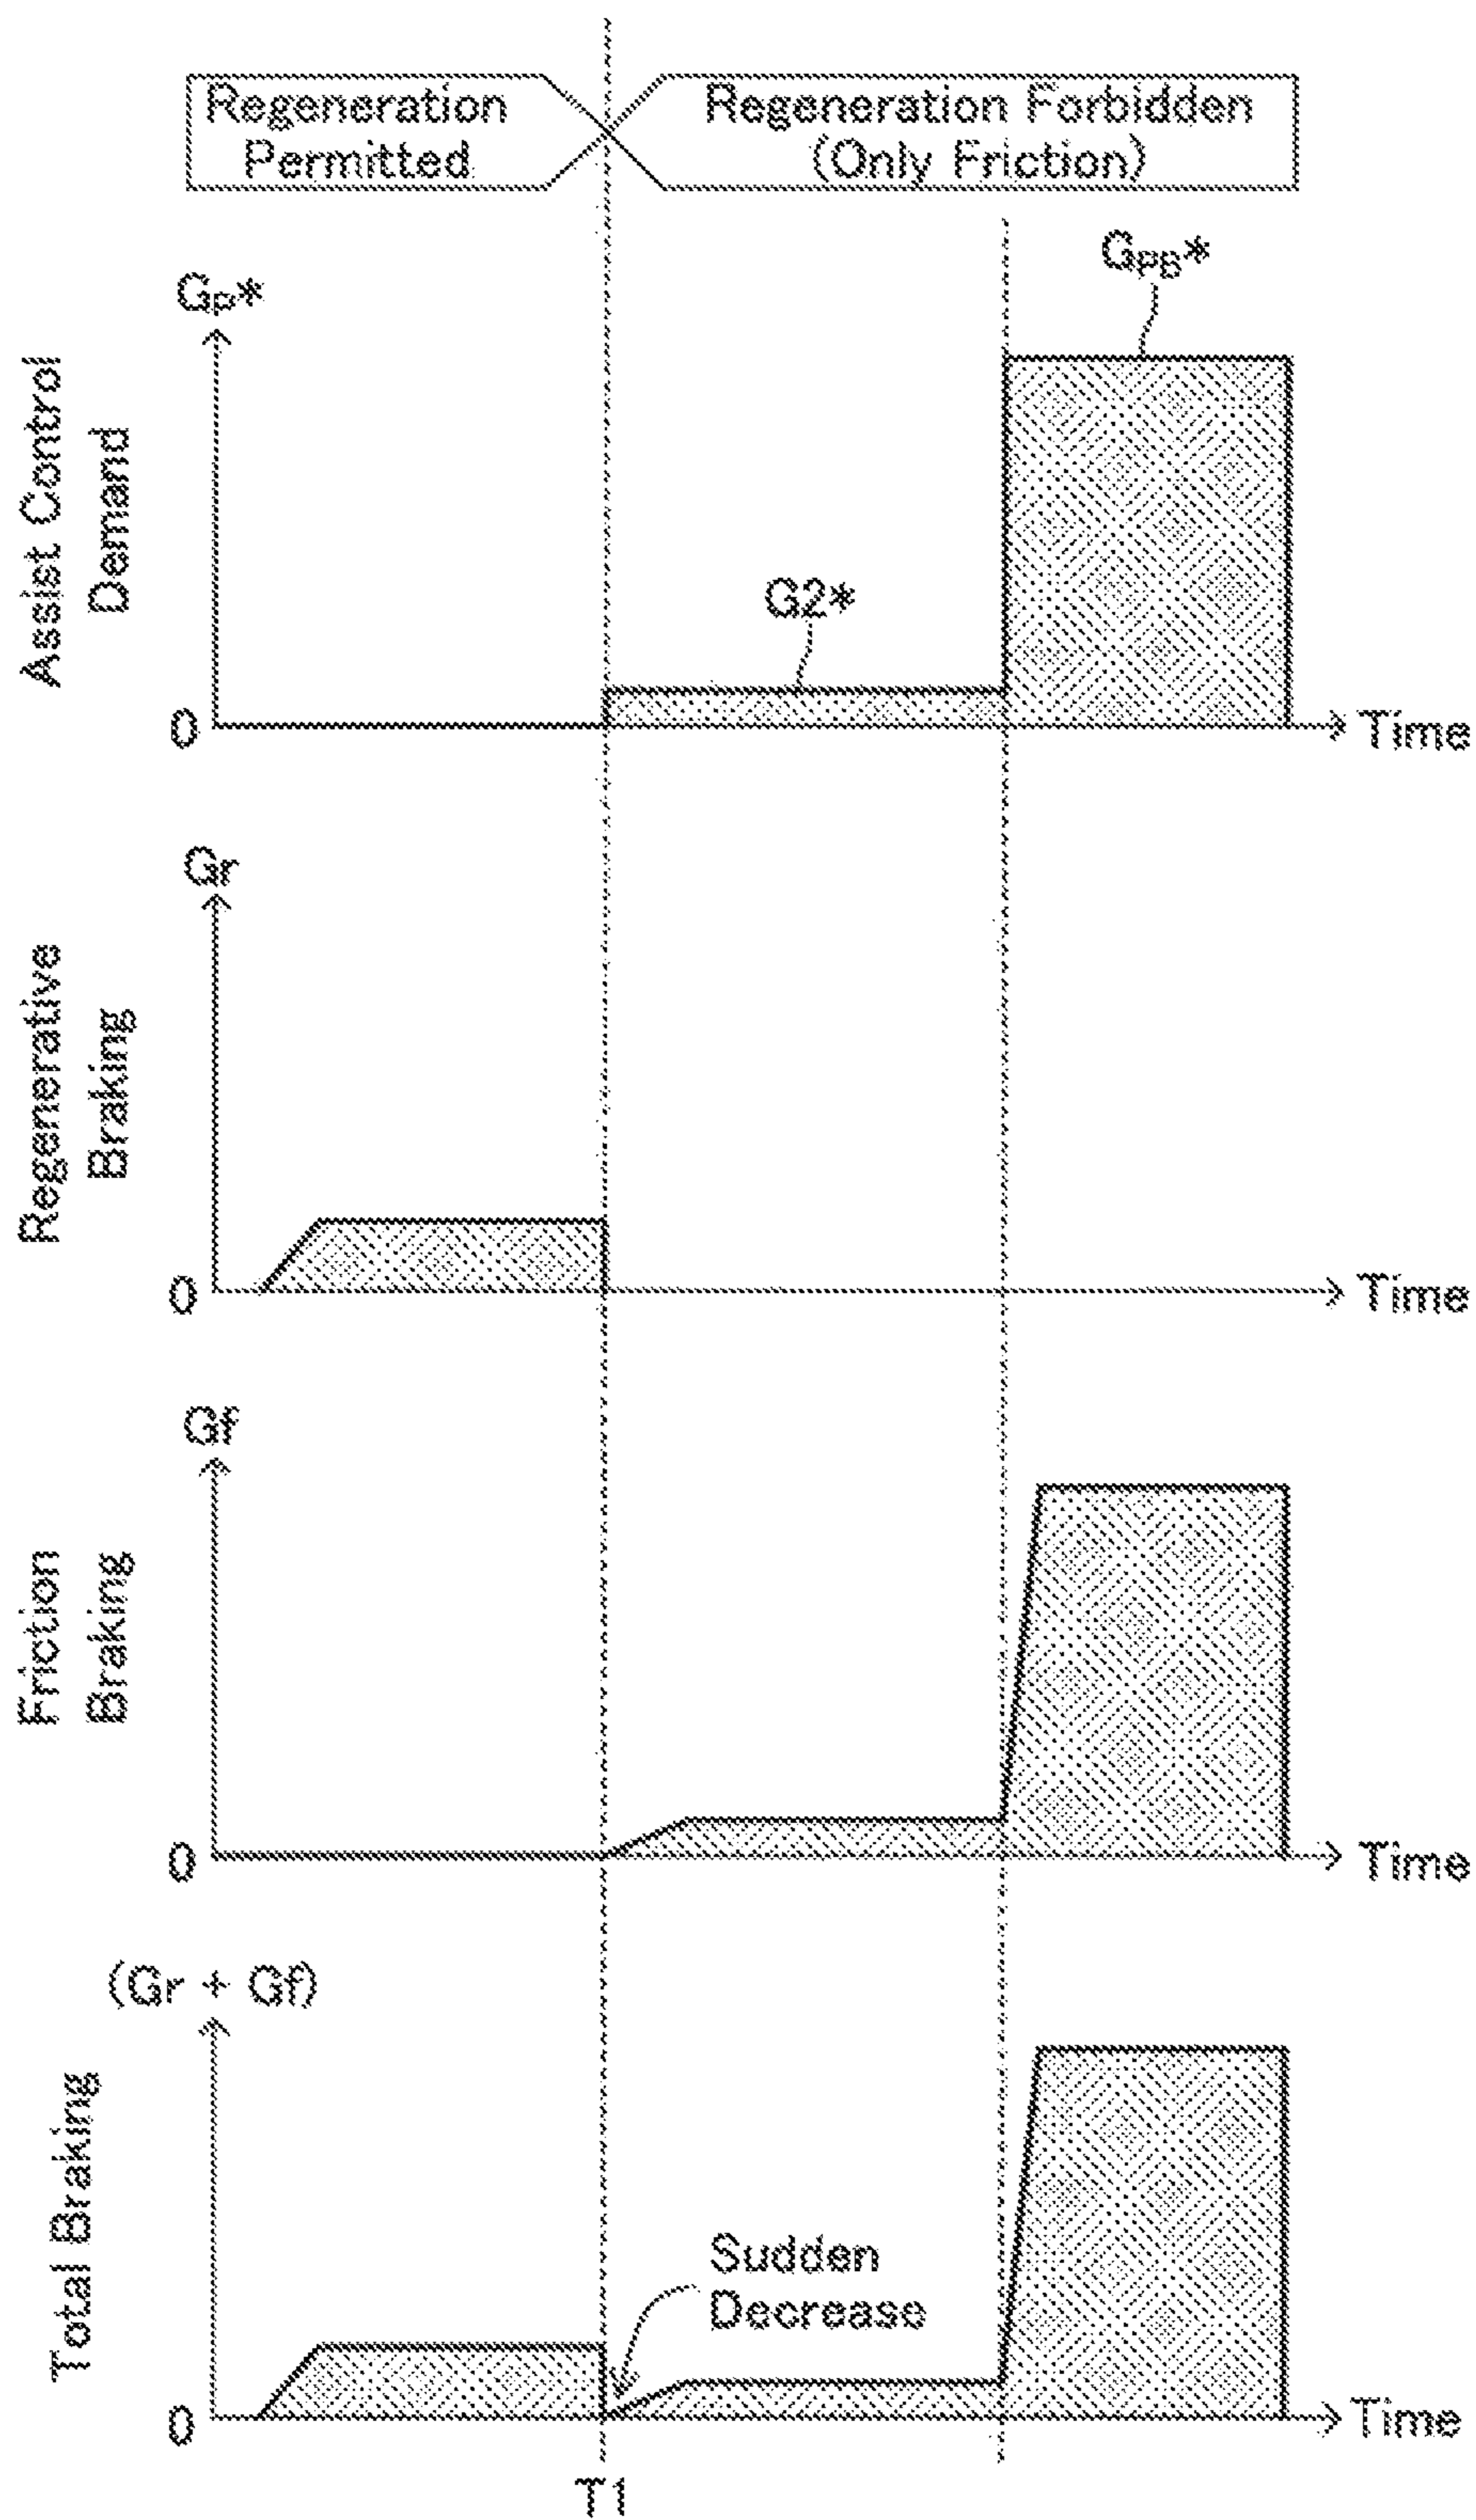 Regeneration
Permitted
Regeneration Forbidden
(Only Friction)
Assist Control
Demand
Gp*
GPB*
G2*
0
Time
Regenerative
Braking
Gr
0
Time
Friction
Braking
Gf
0
Time
Total Braking
(Gr + Gf)
Sudden
Decrease
0
Time
T1